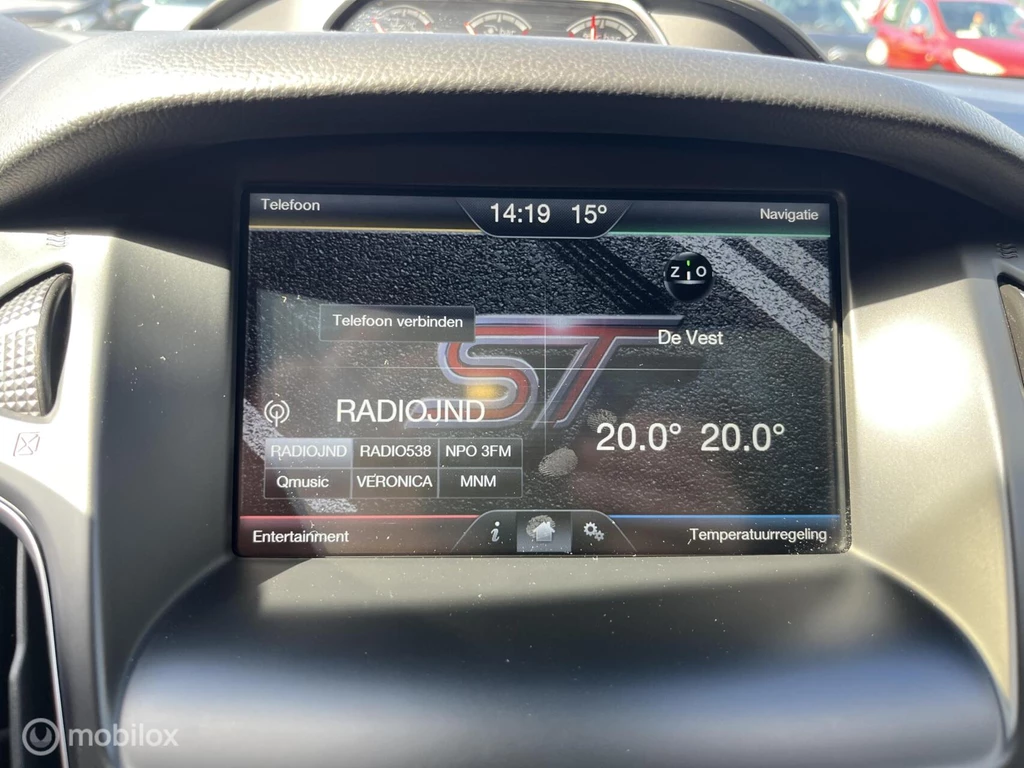 Telefoon
14:19 15°
Navigatie
Z i O
Telefoon verbinden
De Vest
ST
RADIOJND
20.0° 20.0°
RADIOJND RADIO538 NPO 3FM
Qmusic VERONICA MNM
Entertainment
i
Temperatuurregeling
mobilox